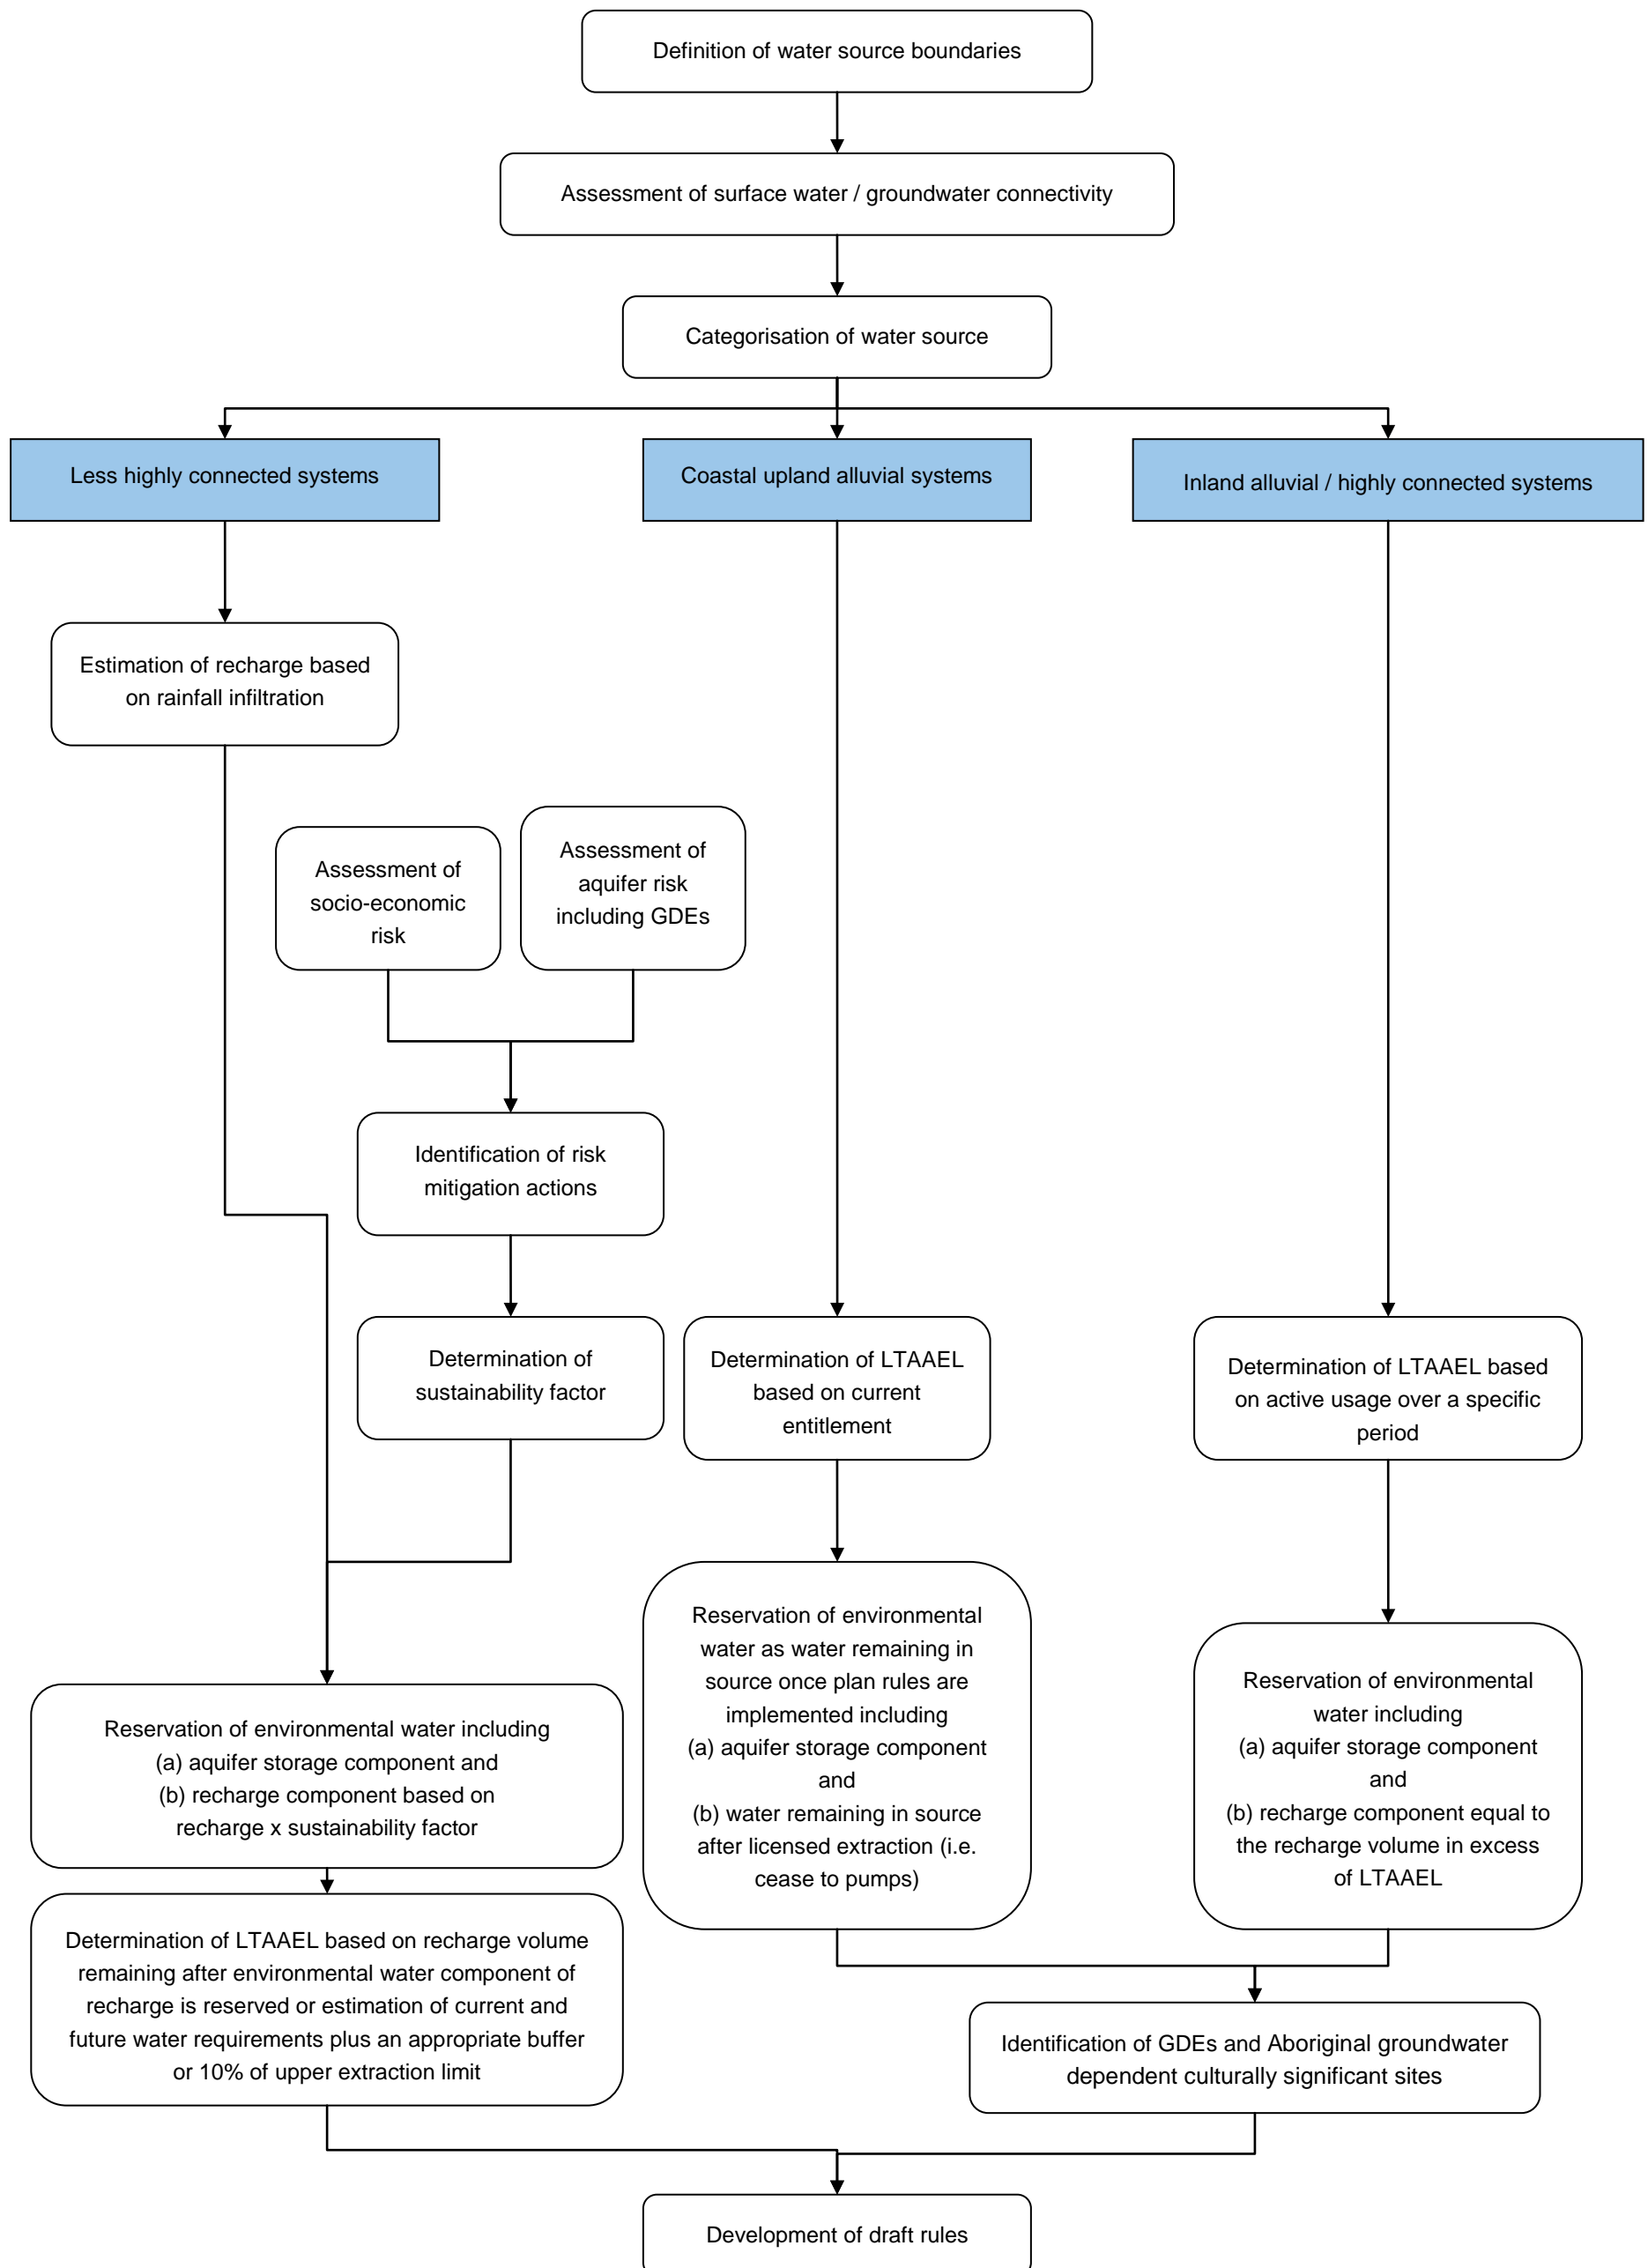 Definition of water source boundaries
Assessment of surface water / groundwater connectivity
Categorisation of water source
Less highly connected systems
Coastal upland alluvial systems
Inland alluvial / highly connected systems
Estimation of recharge based
on rainfall infiltration
Assessment of
socio-economic
risk
Assessment of
aquifer risk
including GDEs
Identification of risk
mitigation actions
Determination of
sustainability factor
Determination of LTAAEL
based on current
entitlement
Determination of LTAAEL based
on active usage over a specific
period
Reservation of environmental water including
(a) aquifer storage component and
(b) recharge component based on
recharge x sustainability factor
Reservation of environmental
water as water remaining in
source once plan rules are
implemented including
(a) aquifer storage component
and
(b) water remaining in source
after licensed extraction (i.e.
cease to pumps)
Reservation of environmental
water including
(a) aquifer storage component
and
(b) recharge component equal to
the recharge volume in excess
of LTAAEL
Determination of LTAAEL based on recharge volume
remaining after environmental water component of
recharge is reserved or estimation of current and
future water requirements plus an appropriate buffer
or 10% of upper extraction limit
Identification of GDEs and Aboriginal groundwater
dependent culturally significant sites
Development of draft rules